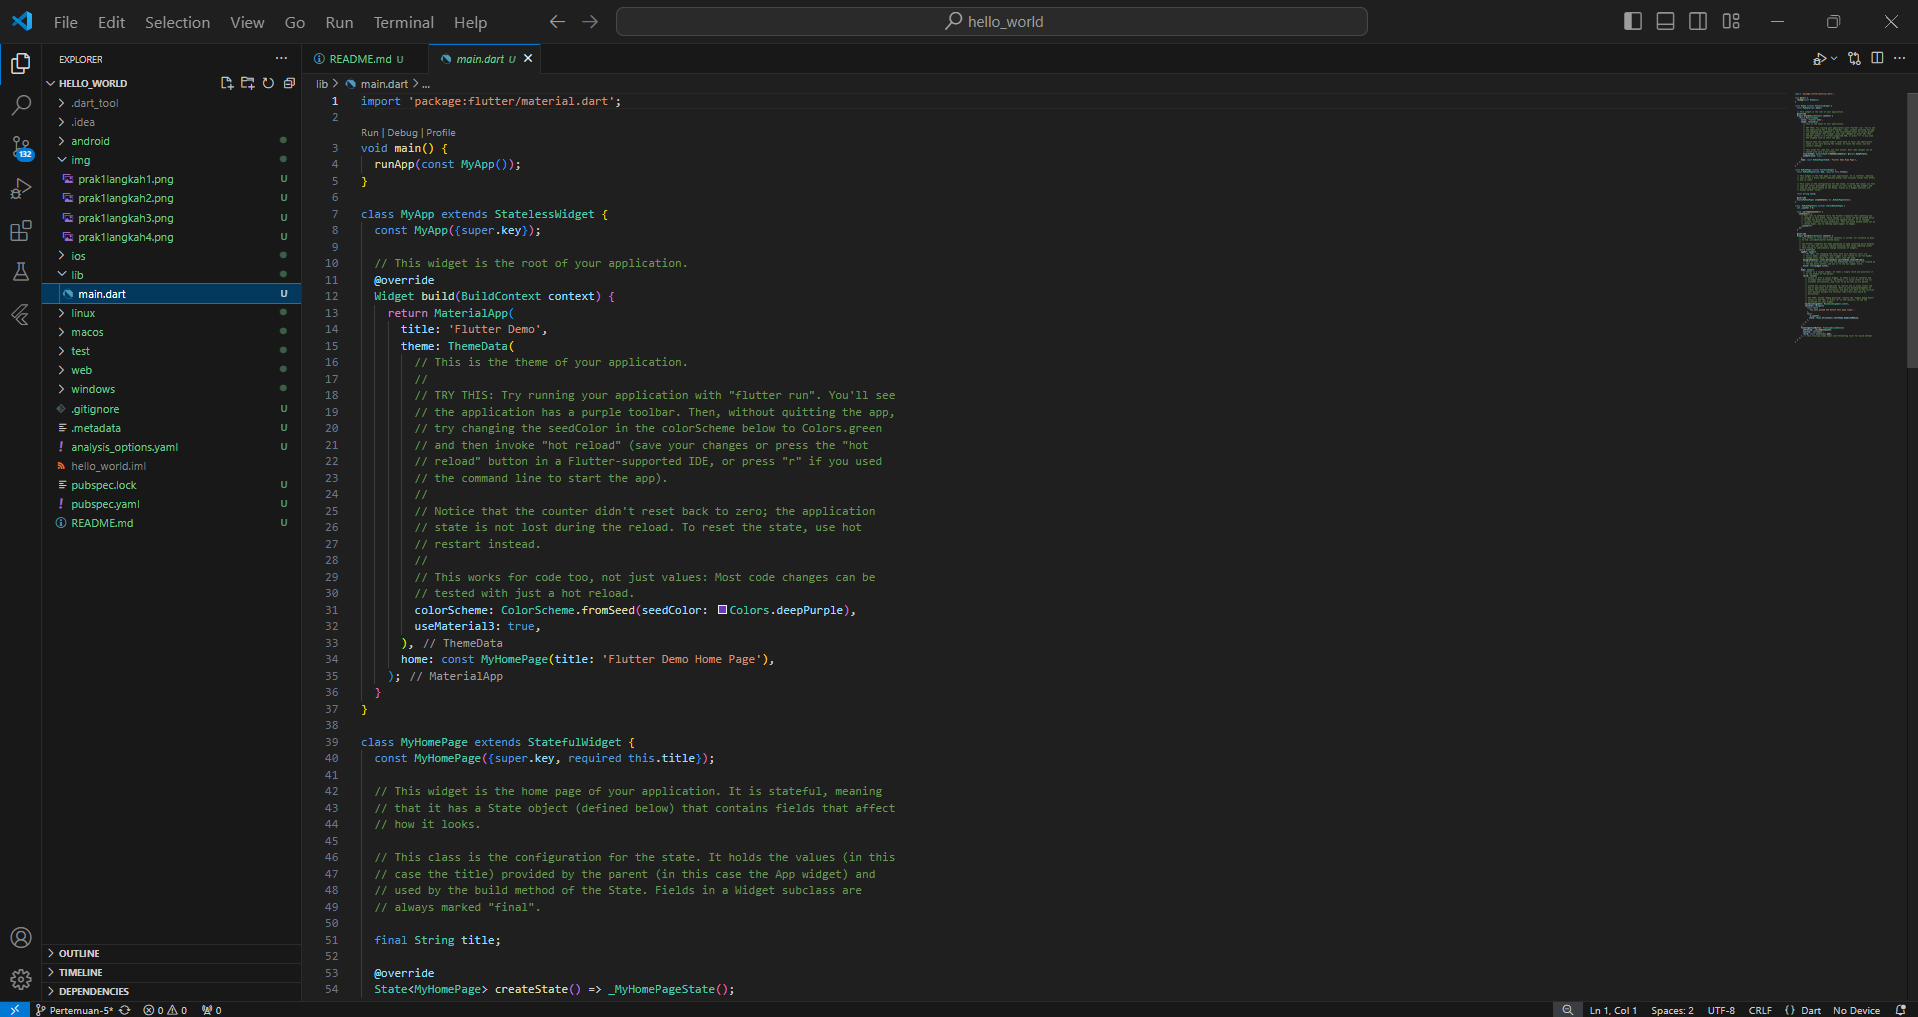 File Edit Selection View Go Run Terminal Help
hello_world
EXPLORER
HELLO_WORLD
.dart_tool
.idea
android
img
prak1langkah1.png U
prak1langkah2.png U
prak1langkah3.png U
prak1langkah4.png U
ios
lib
main.dart U
linux
macos
test
web
windows
.gitignore U
.metadata U
analysis_options.yaml U
hello_world.iml
pubspec.lock U
pubspec.yaml U
README.md U
OUTLINE
TIMELINE
DEPENDENCIES
132
README.md U
main.dart U
lib > main.dart > ...
1 import 'package:flutter/material.dart';
2
Run | Debug | Profile
3 void main() {
4 runApp(const MyApp());
5 }
6
7 class MyApp extends StatelessWidget {
8 const MyApp({super.key});
9
10 // This widget is the root of your application.
11 @override
12 Widget build(BuildContext context) {
13 return MaterialApp(
14 title: 'Flutter Demo',
15 theme: ThemeData(
16 // This is the theme of your application.
17 //
18 // TRY THIS: Try running your application with "flutter run". You'll see
19 // the application has a purple toolbar. Then, without quitting the app,
20 // try changing the seedColor in the colorScheme below to Colors.green
21 // and then invoke "hot reload" (save your changes or press the "hot
22 // reload" button in a Flutter-supported IDE, or press "r" if you used
23 // the command line to start the app).
24 //
25 // Notice that the counter didn't reset back to zero; the application
26 // state is not lost during the reload. To reset the state, use hot
27 // restart instead.
28 //
29 // This works for code too, not just values: Most code changes can be
30 // tested with just a hot reload.
31 colorScheme: ColorScheme.fromSeed(seedColor: Colors.deepPurple),
32 useMaterial3: true,
33 ), // ThemeData
34 home: const MyHomePage(title: 'Flutter Demo Home Page'),
35 ); // MaterialApp
36 }
37 }
38
39 class MyHomePage extends StatefulWidget {
40 const MyHomePage({super.key, required this.title});
41
42 // This widget is the home page of your application. It is stateful, meaning
43 // that it has a State object (defined below) that contains fields that affect
44 // how it looks.
45
46 // This class is the configuration for the state. It holds the values (in this
47 // case the title) provided by the parent (in this case the App widget) and
48 // used by the build method of the State. Fields in a Widget subclass are
49 // always marked "final".
50
51 final String title;
52
53 @override
54 State<MyHomePage> createState() => _MyHomePageState();
Pertemuan-5* 0 0 0 Ln 1, Col 1 Spaces: 2 UTF-8 CRLF {} Dart No Device